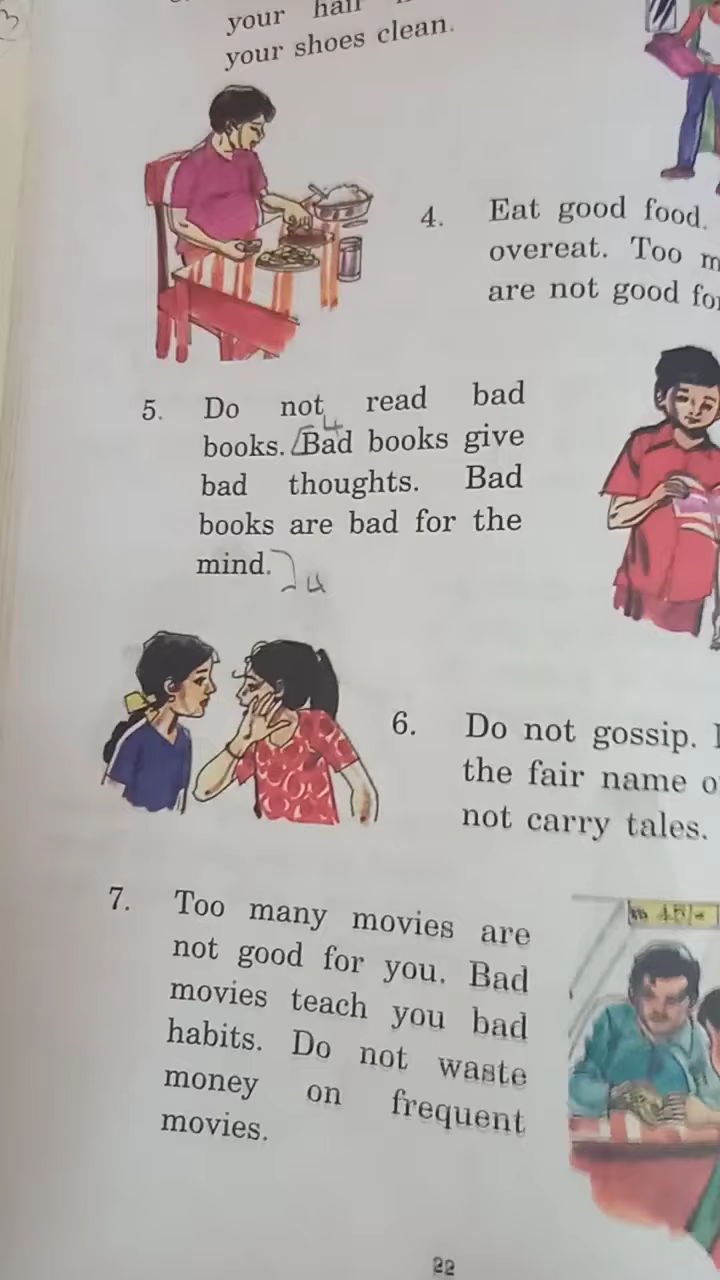 your hair
your shoes clean.
4. Eat good food.
overeat. Too
are not good
5. Do not read bad
books. Bad books give
bad thoughts. Bad
books are bad for the
mind.
6. Do not gossip.
the fair name
not carry tales.
7. Too many movies are
not good for you. Bad
movies teach you bad
habits. Do not waste
money on frequent
movies.
22